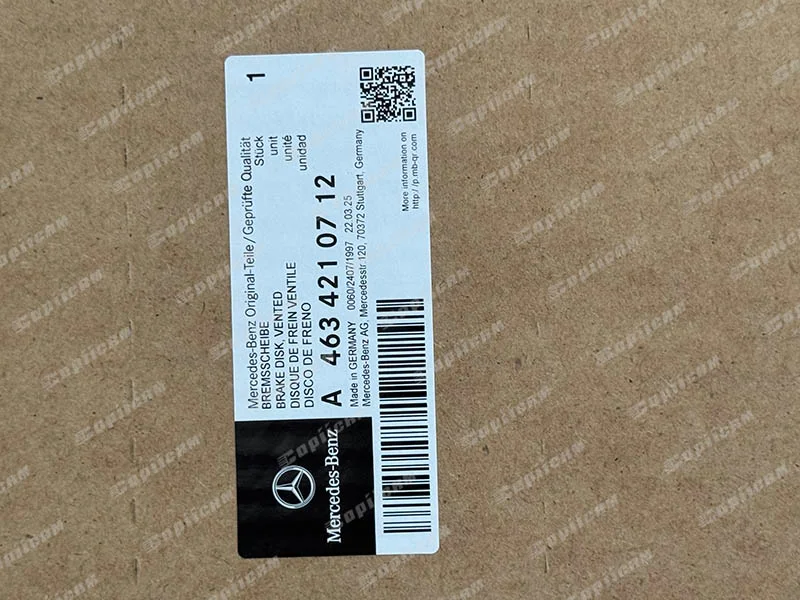 Mercedes-Benz Original-Teile/Geprüfte Qualität
BREMSSCHEIBE
BRAKE DISK, VENTED
DISQUE DE FREIN VENTILE
DISCO DE FRENO
Stück
unit
unité
unidad
1
A 463 421 07 12
Made in GERMANY 0060/2407/1997 22.03.25
Mercedes-Benz AG, Mercedesstr 120, 70372 Stuttgart, Germany
More information on
http://p.mb-qr.com
Mercedes-Benz
Copiicam